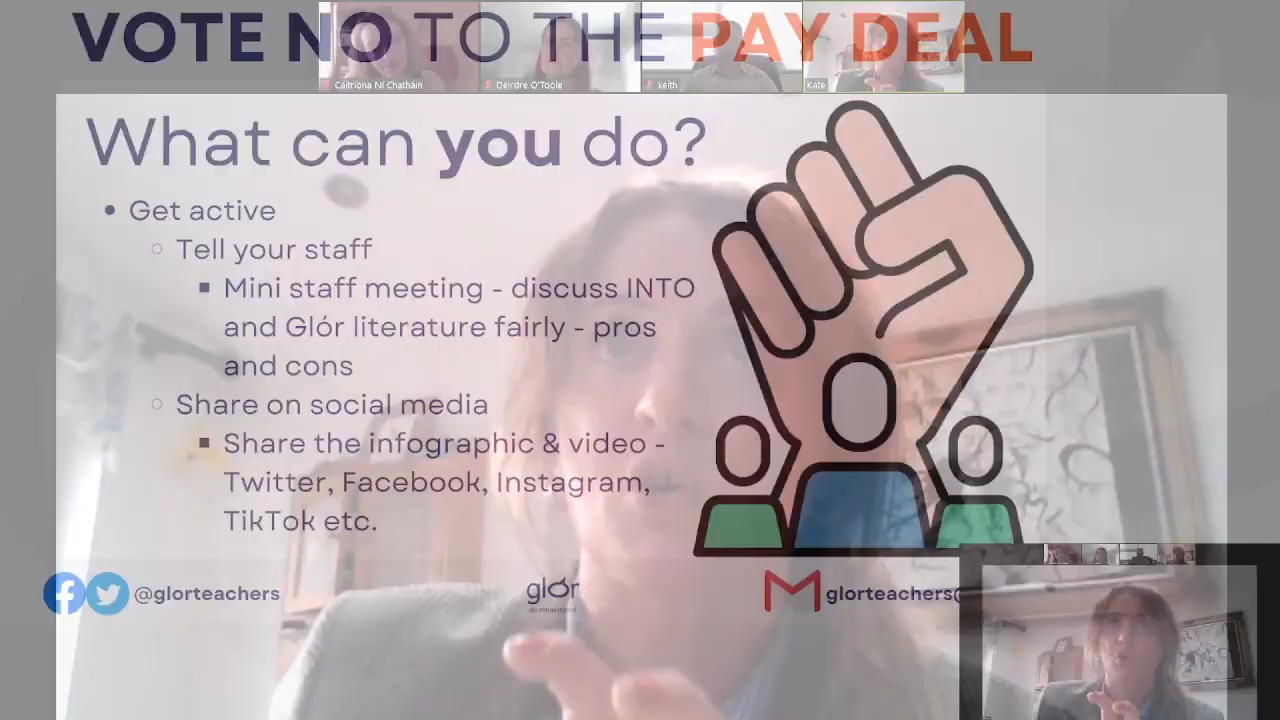 VOTE NO TO THE PAY DEAL
Caitríona Ní Chatháin
Deirdre O'Toole
keith
Kate
What can you do?
Get active
Tell your staff
Mini staff meeting - discuss INTO
and Glór literature fairly - pros
and cons
Share on social media
Share the infographic & video -
Twitter, Facebook, Instagram,
TikTok etc.
@glorteachers
glór
glorteachers@